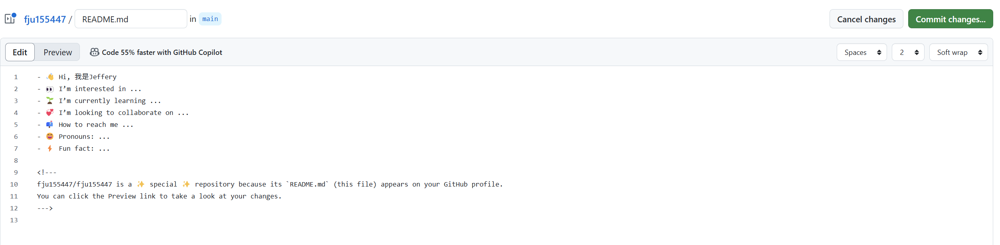 fju155447 / README.md in main Cancel changes Commit changes...
Edit Preview Code 55% faster with GitHub Copilot Spaces 2 Soft wrap
1 - 👋 Hi, 我是Jeffery
2 - 👀 I’m interested in ...
3 - 🌱 I’m currently learning ...
4 - 💞️ I’m looking to collaborate on ...
5 - 📫 How to reach me ...
6 - 😄 Pronouns: ...
7 - ⚡ Fun fact: ...
8
9 <!---
10 fju155447/fju155447 is a ✨ special ✨ repository because its `README.md` (this file) appears on your GitHub profile.
11 You can click the Preview link to take a look at your changes.
12 --->
13